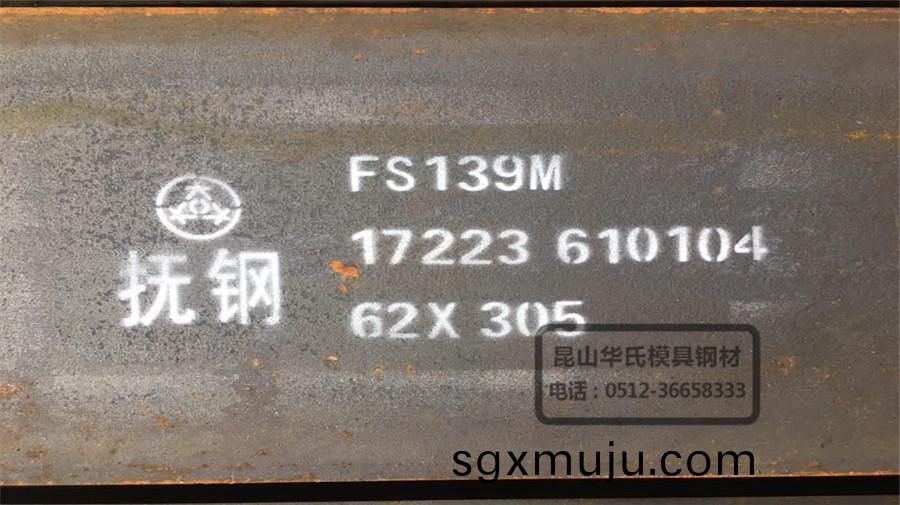 FS139M
17223 610104
62X 305
抚钢
昆山华氏模具钢材
电话：0512-36658333
sgxmuju.com